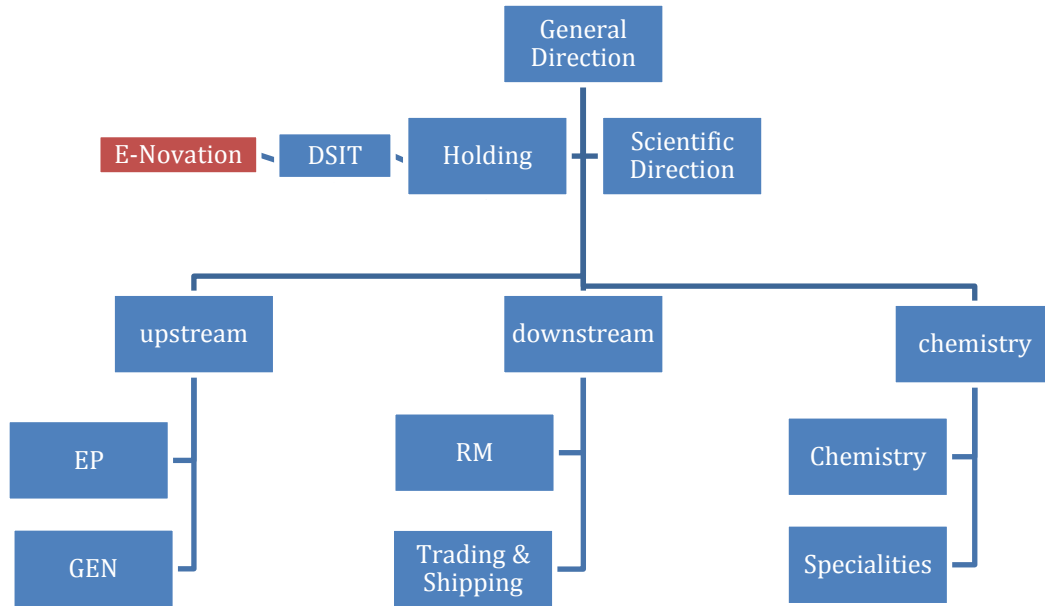 General
Direction
E-Novation
DSIT
Holding
Scientific
Direction
upstream
downstream
chemistry
EP
RM
Chemistry
GEN
Trading &
Shipping
Specialities